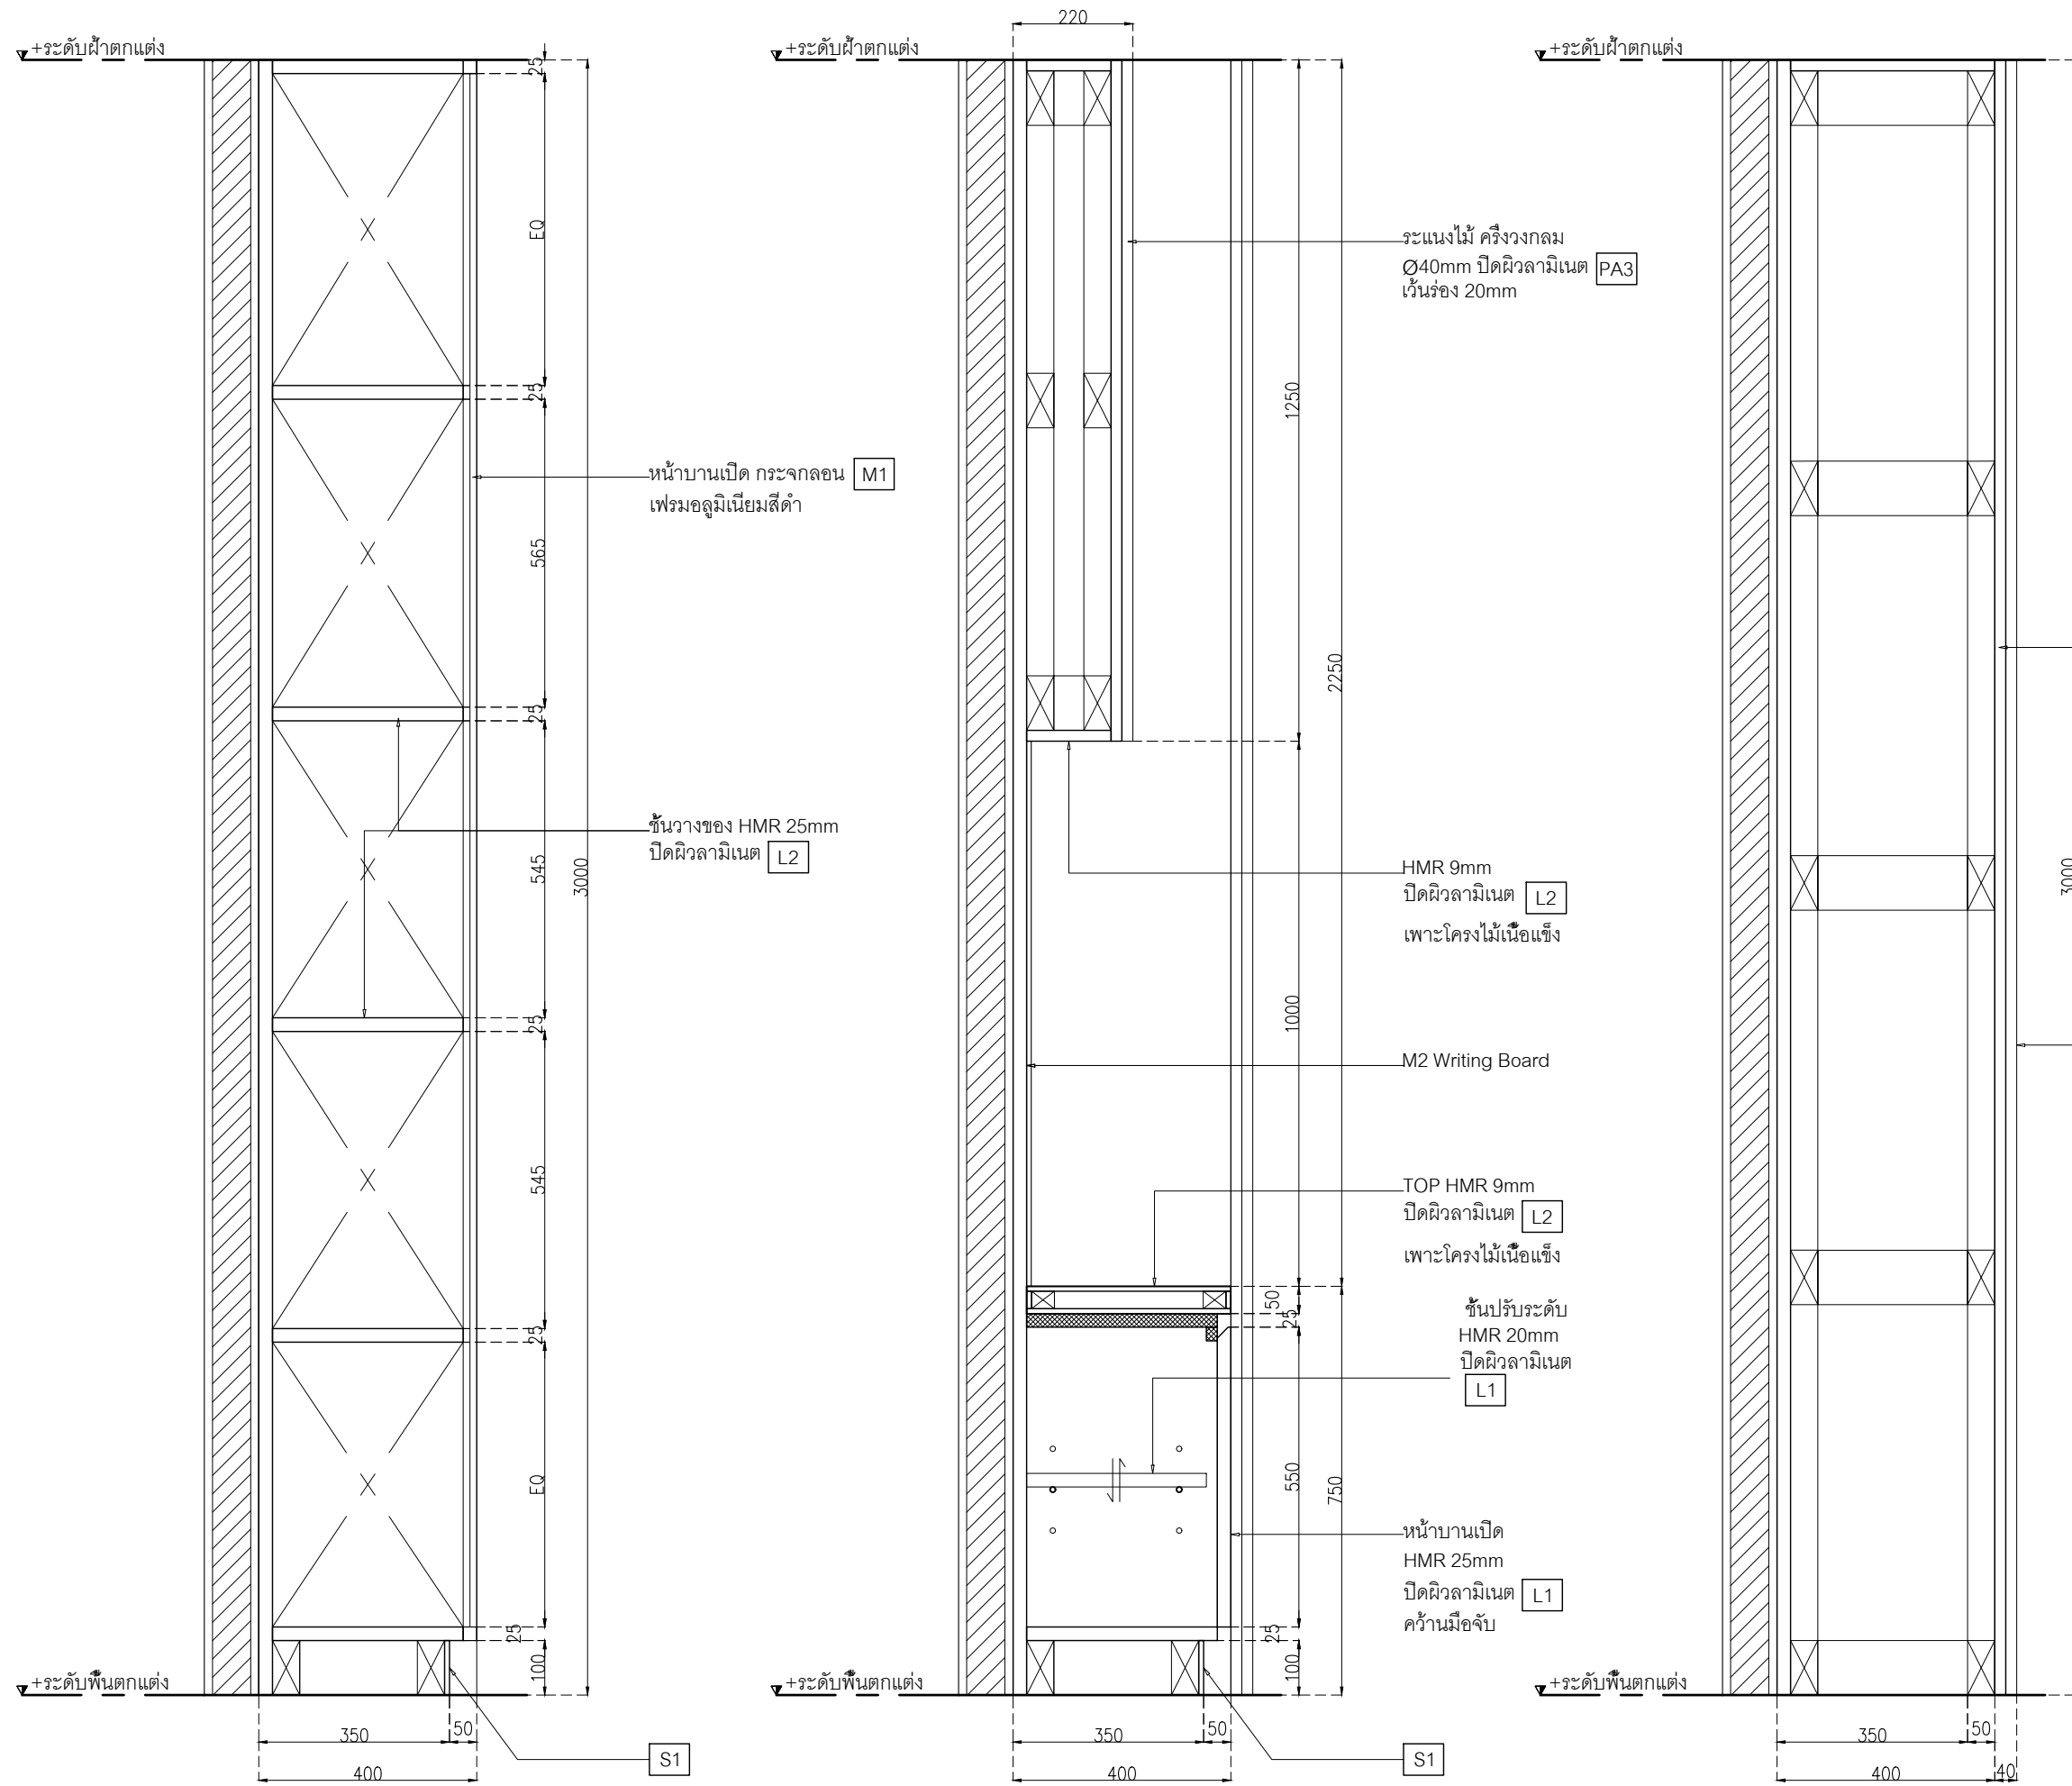 +ระดับฝ้าตกแต่ง
25
EQ
25
565
25
545
3000
25
545
25
EQ
25
100
หน้าบานเปิด กระจกลอน M1
เฟรมอลูมิเนียมสีดำ
ชั้นวางของ HMR 25mm
ปิดผิวลามิเนต L2
+ระดับพื้นตกแต่ง
350
50
400
S1
+ระดับฝ้าตกแต่ง
220
ระแนงไม้ ครึ่งวงกลม
Ø40mm ปิดผิวลามิเนต PA3
เว้นร่อง 20mm
1250
2250
HMR 9mm
ปิดผิวลามิเนต L2
เพาะโครงไม้เนื้อแข็ง
1000
M2 Writing Board
TOP HMR 9mm
ปิดผิวลามิเนต L2
เพาะโครงไม้เนื้อแข็ง
50
25
ชั้นปรับระดับ
HMR 20mm
ปิดผิวลามิเนต
L1
550
750
หน้าบานเปิด
HMR 25mm
ปิดผิวลามิเนต L1
คว้านมือจับ
25
100
+ระดับพื้นตกแต่ง
350
50
400
S1
+ระดับฝ้าตกแต่ง
3000
+ระดับพื้นตกแต่ง
350
50
400
40